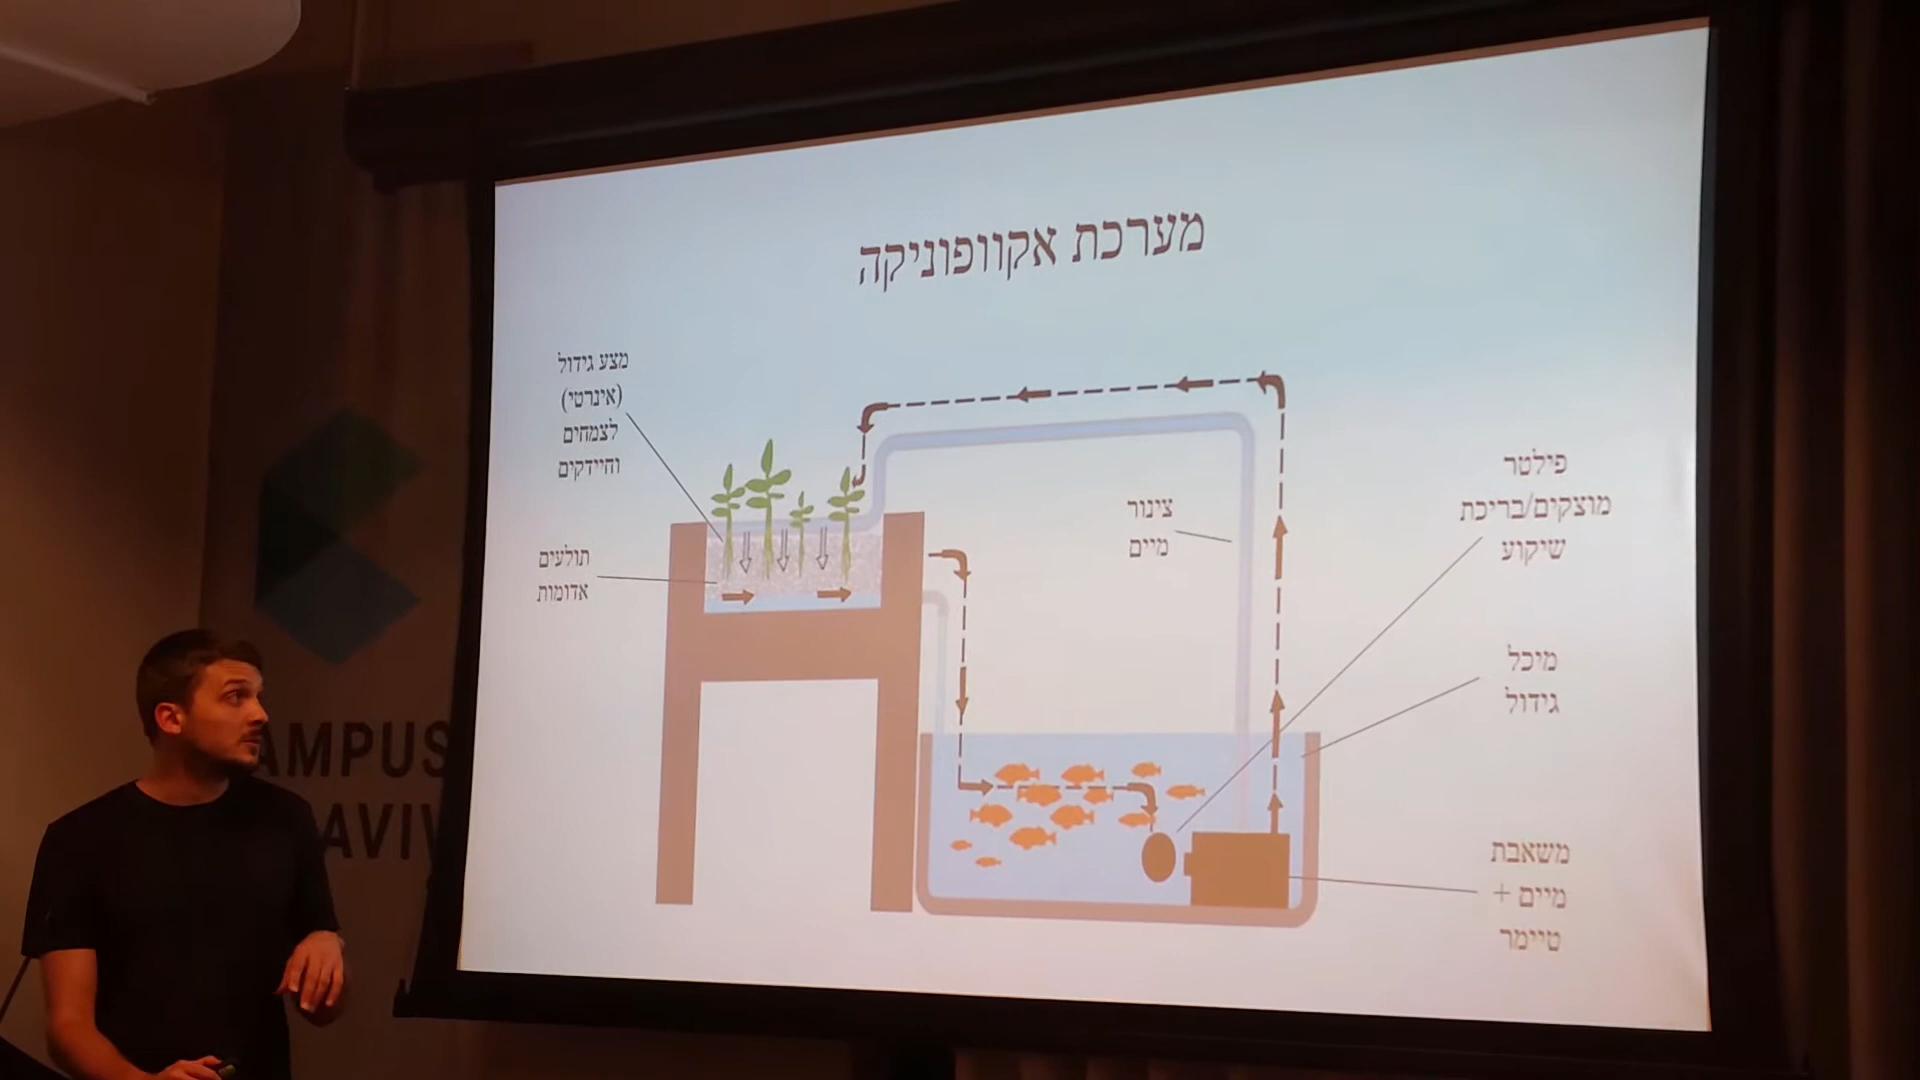 מערכת אקוופוניקה
מצע גידול
(אינרטי)
לצמחים
והיידקים
תולעים
אדומות
צינור
מיים
פילטר
מוצקים/בריכת
שיקוע
מיכל
גידול
משאבת
מיים +
טיימר
AMPUS
AVIV